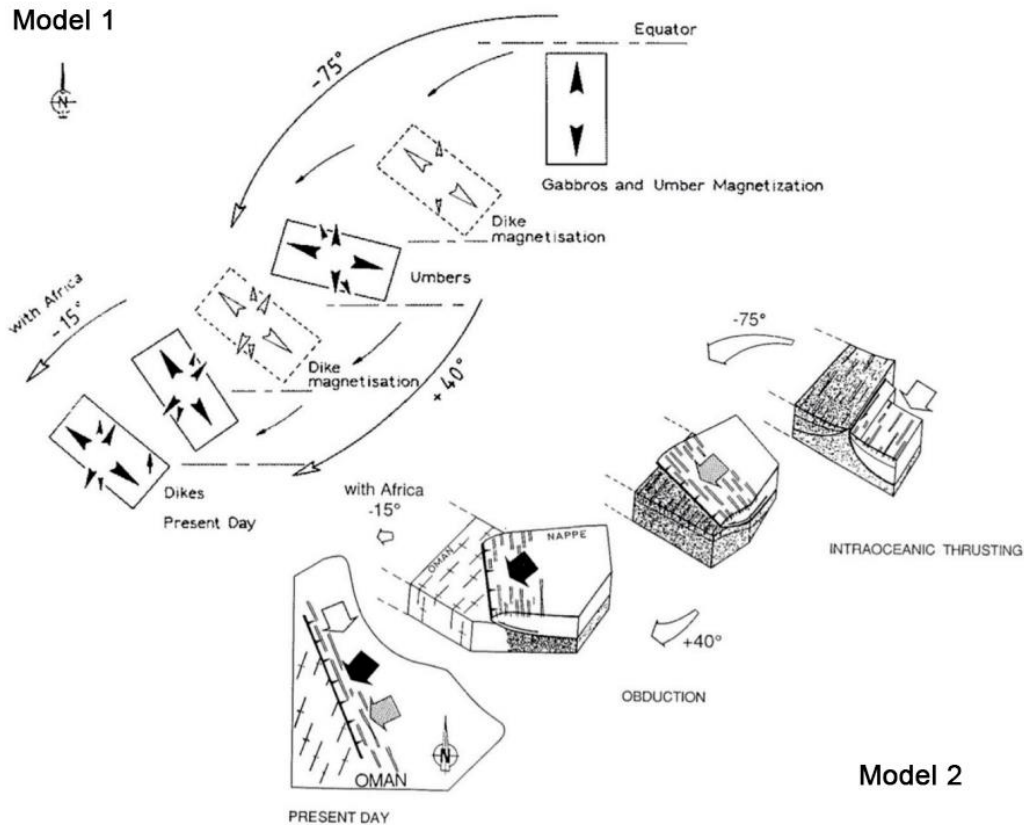 Model 1
N
Equator
-75°
Gabbros and Umber Magnetization
Dike
magnetisation
Umbers
with Africa
-15°
Dike
magnetisation
+40°
Dikes
Present Day
-75°
INTRAOCEANIC THRUSTING
with Africa
-15°
OMAN
NAPPE
+40°
OBDUCTION
N
OMAN
PRESENT DAY
Model 2